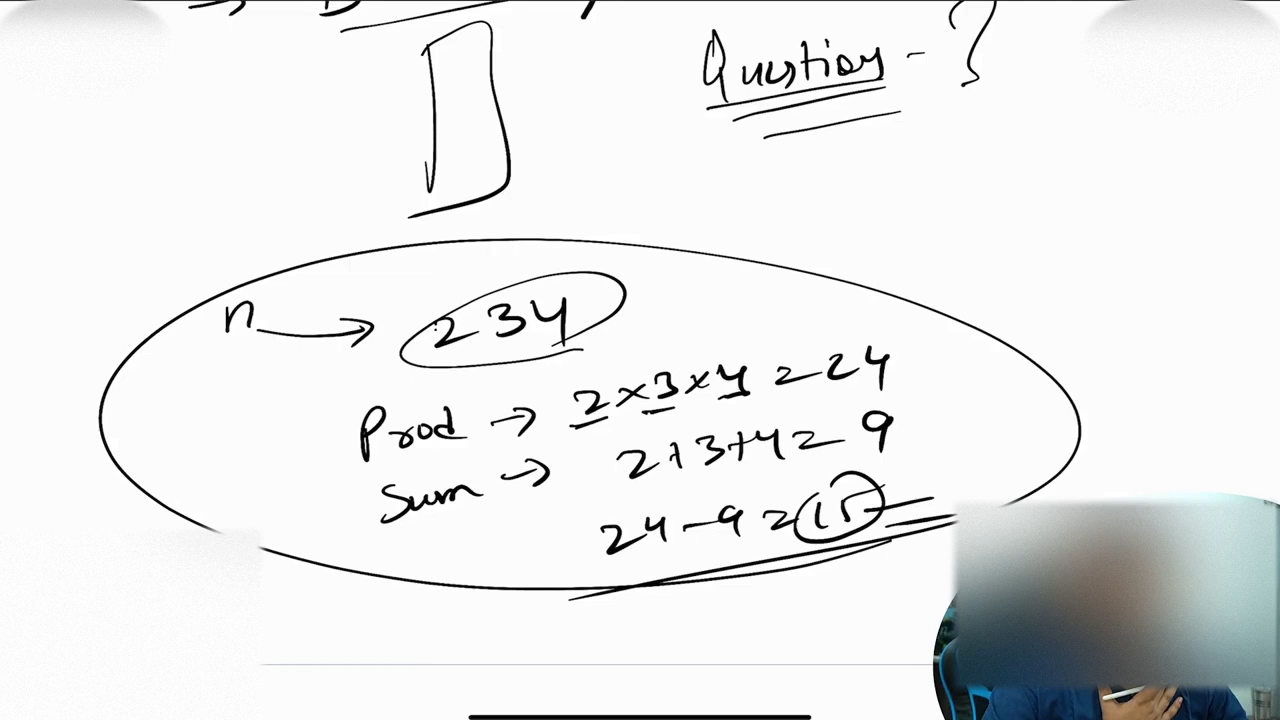 Question - ?
n → 234
Prod → 2×3×4 = 24
Sum → 2+3+4 = 9
24 - 9 = 15